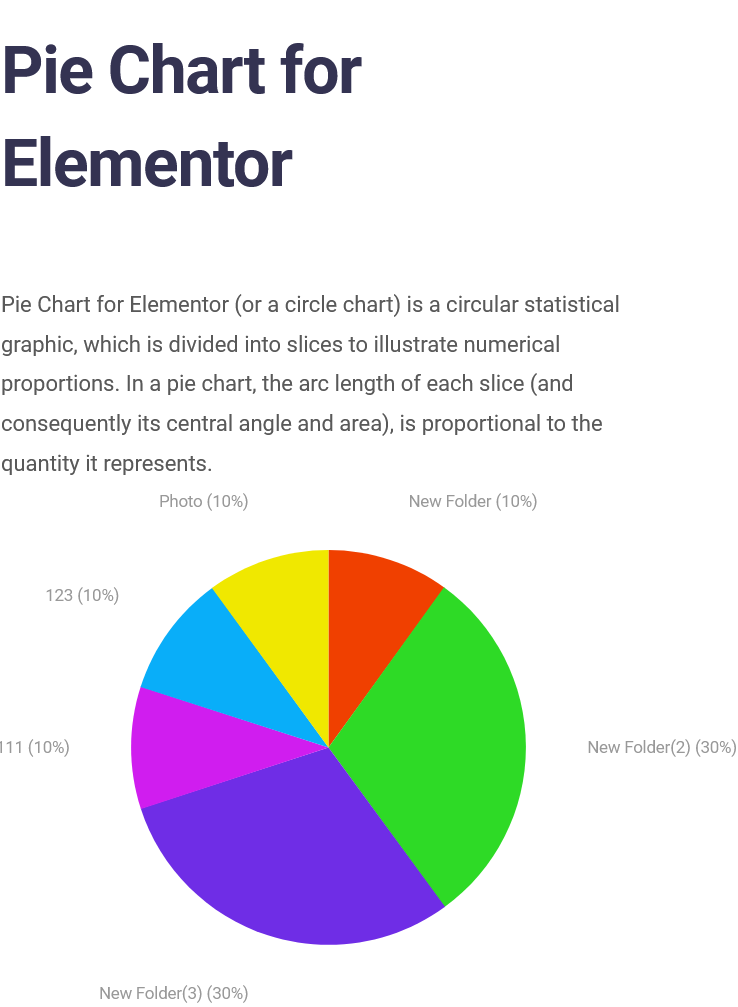 Pie Chart for
Elementor
Pie Chart for Elementor (or a circle chart) is a circular statistical
graphic, which is divided into slices to illustrate numerical
proportions. In a pie chart, the arc length of each slice (and
consequently its central angle and area), is proportional to the
quantity it represents.
Photo (10%)
New Folder (10%)
123 (10%)
111 (10%)
New Folder(2) (30%)
New Folder(3) (30%)